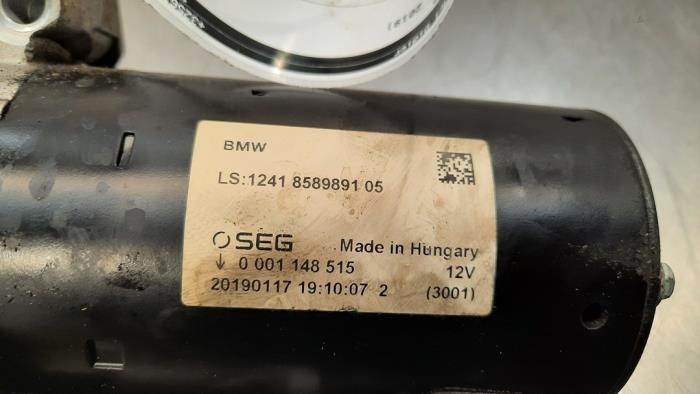 BMW
LS:1241 8589891 05
SEG Made in Hungary
0 001 148 515 12V
20190117 19:10:07 2 (3001)